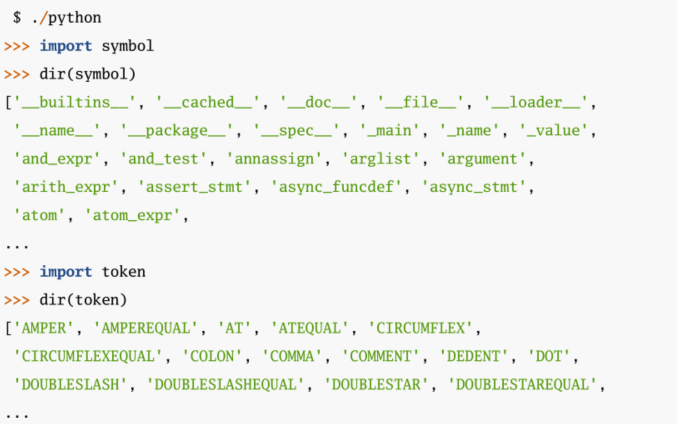 $ ./python
>>> import symbol
>>> dir(symbol)
['__builtins__', '__cached__', '__doc__', '__file__', '__loader__',
'__name__', '__package__', '__spec__', '_main', '_name', '_value',
'and_expr', 'and_test', 'annassign', 'arglist', 'argument',
'arith_expr', 'assert_stmt', 'async_funcdef', 'async_stmt',
'atom', 'atom_expr',
...
>>> import token
>>> dir(token)
['AMPER', 'AMPEREQUAL', 'AT', 'ATEQUAL', 'CIRCUMFLEX',
'CIRCUMFLEXEQUAL', 'COLON', 'COMMA', 'COMMENT', 'DEDENT', 'DOT',
'DOUBLESLASH', 'DOUBLESLASHEQUAL', 'DOUBLESTAR', 'DOUBLESTAREQUAL',
...